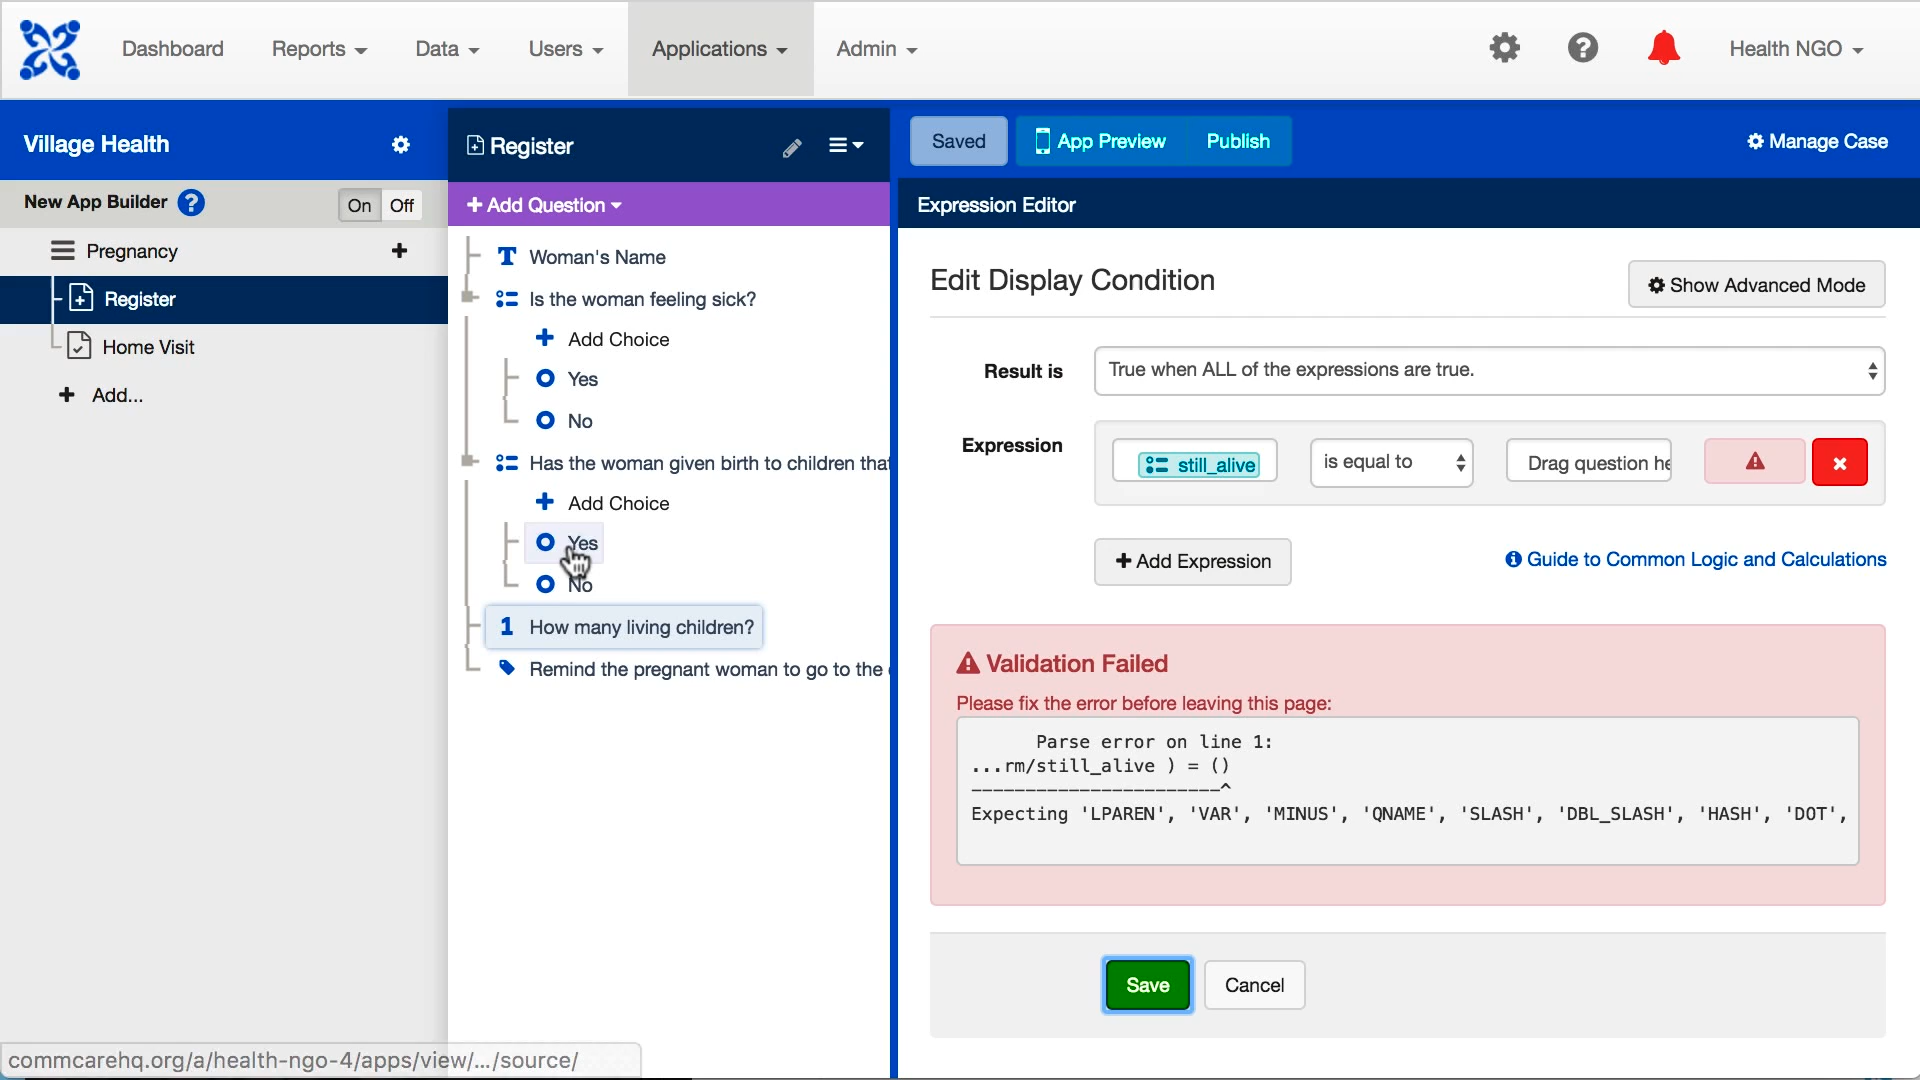 Dashboard
Reports
Data
Users
Applications
Admin
Health NGO
Village Health
New App Builder
On
Off
Pregnancy
Register
Home Visit
Add...
Register
Add Question
Woman's Name
Is the woman feeling sick?
Add Choice
Yes
No
Has the woman given birth to children that
Add Choice
Yes
No
1 How many living children?
Remind the pregnant woman to go to the
Saved
App Preview
Publish
Manage Case
Expression Editor
Edit Display Condition
Show Advanced Mode
Result is
True when ALL of the expressions are true.
Expression
still_alive
is equal to
Drag question he
Add Expression
Guide to Common Logic and Calculations
Validation Failed
Please fix the error before leaving this page:
Parse error on line 1:
...rm/still_alive ) = ()
-----------------------^
Expecting 'LPAREN', 'VAR', 'MINUS', 'QNAME', 'SLASH', 'DBL_SLASH', 'HASH', 'DOT',
Save
Cancel
commcarehq.org/a/health-ngo-4/apps/view/.../source/